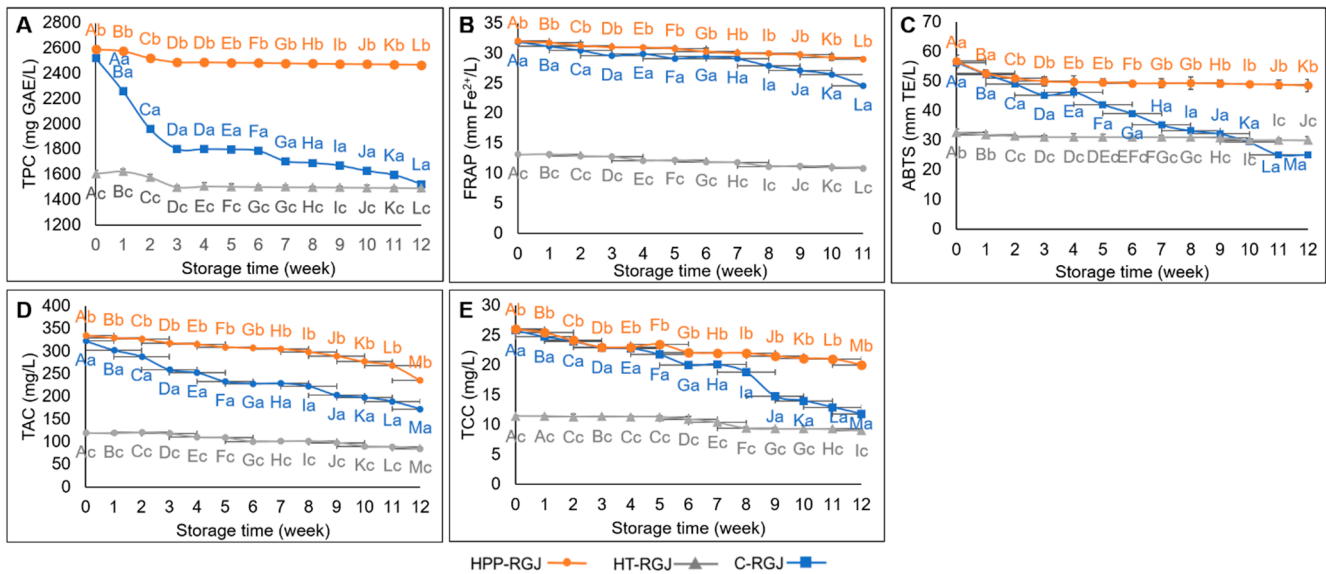 A
2800
2600
2400
2200
2000
1800
1600
1400
1200
TPC (mg GAE/L)
Ab Bb Cb Db Db Eb Fb Gb Hb Ib Jb Kb Lb
Aa Ba Ca Da Da Ea Fa Ga Ha Ia Ja Ka La
Ac Bc Cc Dc Ec Fc Gc Gc Hc Ic Jc Kc Lc
0 1 2 3 4 5 6 7 8 9 10 11 12
Storage time (week)
B
35
30
25
20
15
10
5
0
FRAP (mm Fe²⁺/L)
Ab Bb Cb Db Eb Fb Gb Hb Ib Jb Kb Lb
Aa Ba Ca Da Ea Fa Ga Ha Ia Ja Ka La
Ac Bc Cc Dc Ec Fc Gc Hc Ic Jc Kc Lc
0 1 2 3 4 5 6 7 8 9 10 11
Storage time (week)
C
70
60
50
40
30
20
10
0
ABTS (mm TE/L)
Aa Ba Cb Db Eb Fb Fb Gb Hb Ib Ib Jb Kb
Aa Ba Ca Da Ea Fa Ga Ha Ia Ja Ka La Ma
Ab Bb Cc Dc Dc DEc EFc FGc Gc Hc Ib Ic Jc
0 1 2 3 4 5 6 7 8 9 10 11 12
Storage time (week)
D
400
350
300
250
200
150
100
50
0
TAC (mg/L)
Ab Bb Cb Db Eb Fb Gb Hb Ib Jb Kb Lb Mb
Aa Ba Ca Da Ea Fa Ga Ha Ia Ja Ka La Ma
Ac Bc Cc Dc Ec Fc Gc Hc Ic Jc Kc Lc Mc
0 1 2 3 4 5 6 7 8 9 10 11 12
Storage time (week)
E
30
25
20
15
10
5
0
TCC (mg/L)
Ab Bb Cb Db Eb Fb Gb Hb Ib Jb Kb Lb Mb
Aa Ba Ca Da Ea Fa Ga Ha Ia Ja Ka La Ma
Ac Ac Cc Bc Cc Cc Dc Ec Fc Gc Gc Hc Ic
0 1 2 3 4 5 6 7 8 9 10 11 12
Storage time (week)
HPP-RGJ HT-RGJ C-RGJ